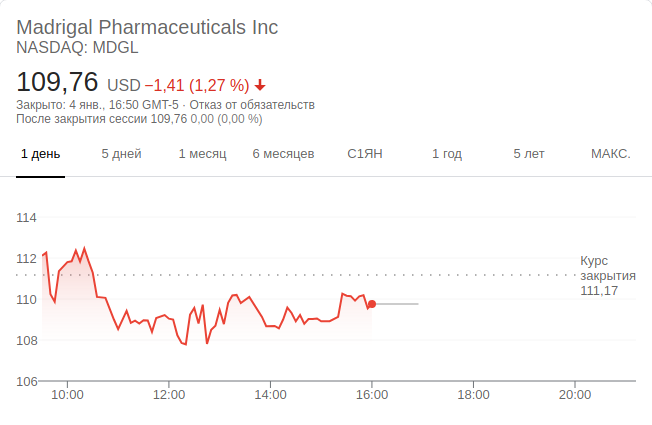 Madrigal Pharmaceuticals Inc
NASDAQ: MDGL
109,76 USD −1,41 (1,27 %)
Закрыто: 4 янв., 16:50 GMT-5 · Отказ от обязательств
После закрытия сессии 109,76 0,00 (0,00 %)
1 день 5 дней 1 месяц 6 месяцев С1ЯН 1 год 5 лет МАКС.
114
112
110
108
106
Курс
закрытия
111,17
10:00 12:00 14:00 16:00 18:00 20:00